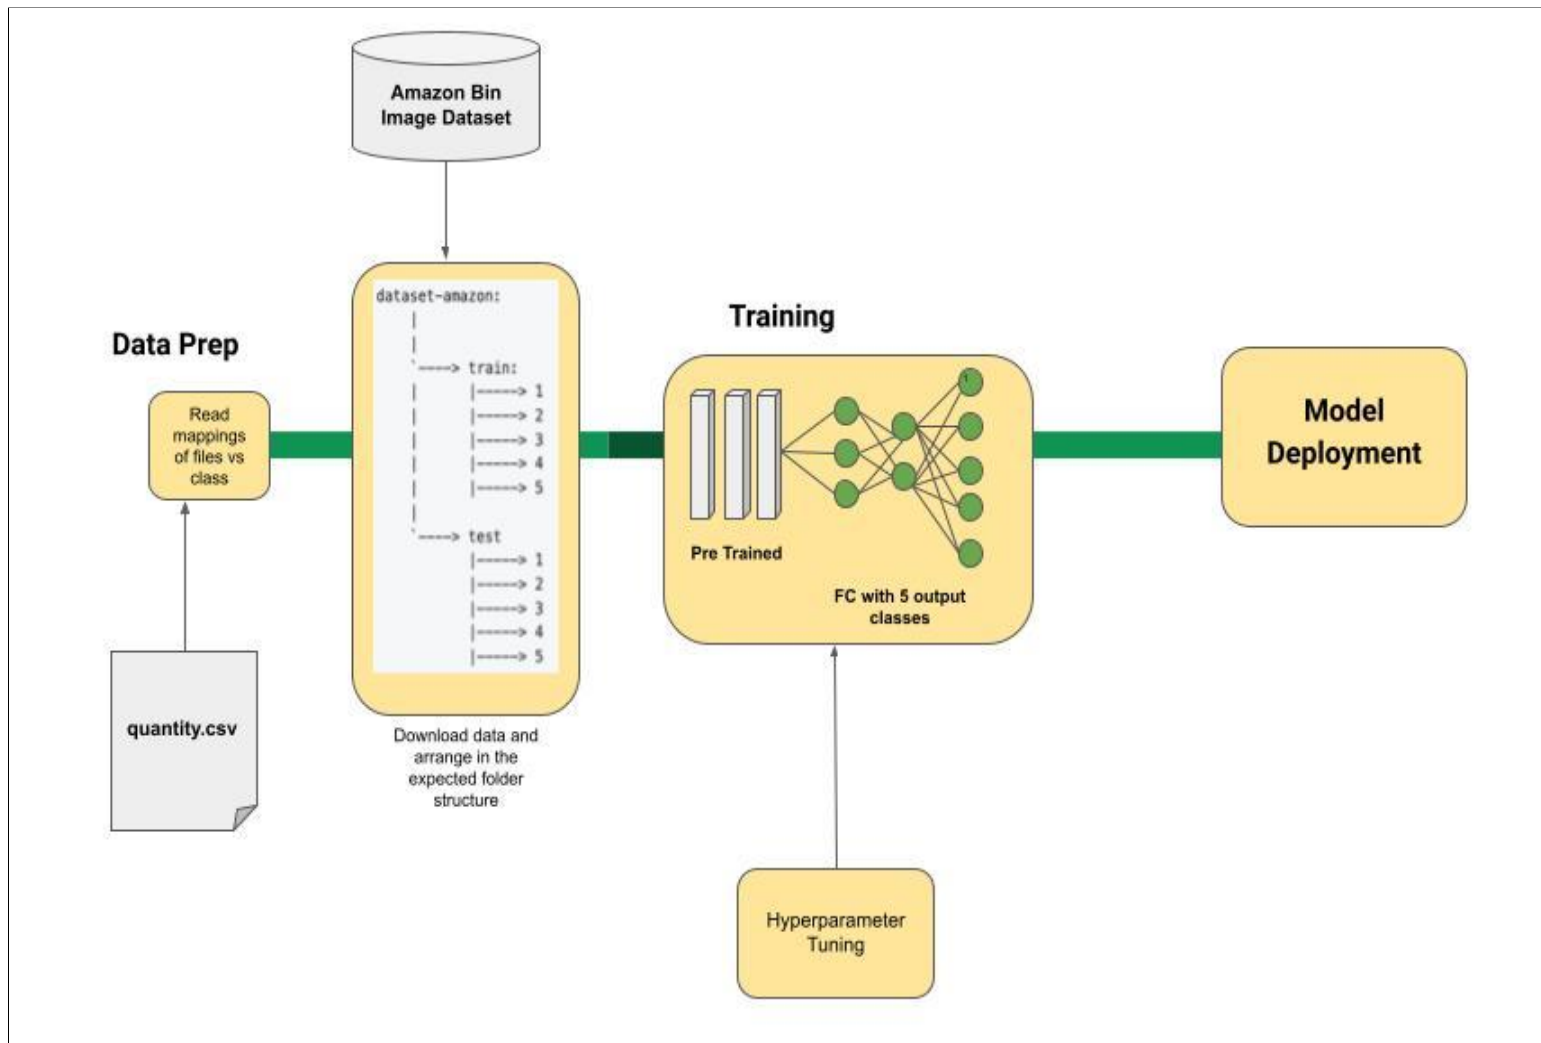 Amazon Bin
Image Dataset
Data Prep
Read
mappings
of files vs
class
quantity.csv
dataset-amazon:
|
|
`----> train:
| |-----> 1
| |-----> 2
| |-----> 3
| |-----> 4
| |-----> 5
|
`----> test
|-----> 1
|-----> 2
|-----> 3
|-----> 4
|-----> 5
Download data and
arrange in the
expected folder
structure
Training
Pre Trained
FC with 5 output
classes
Hyperparameter
Tuning
Model
Deployment